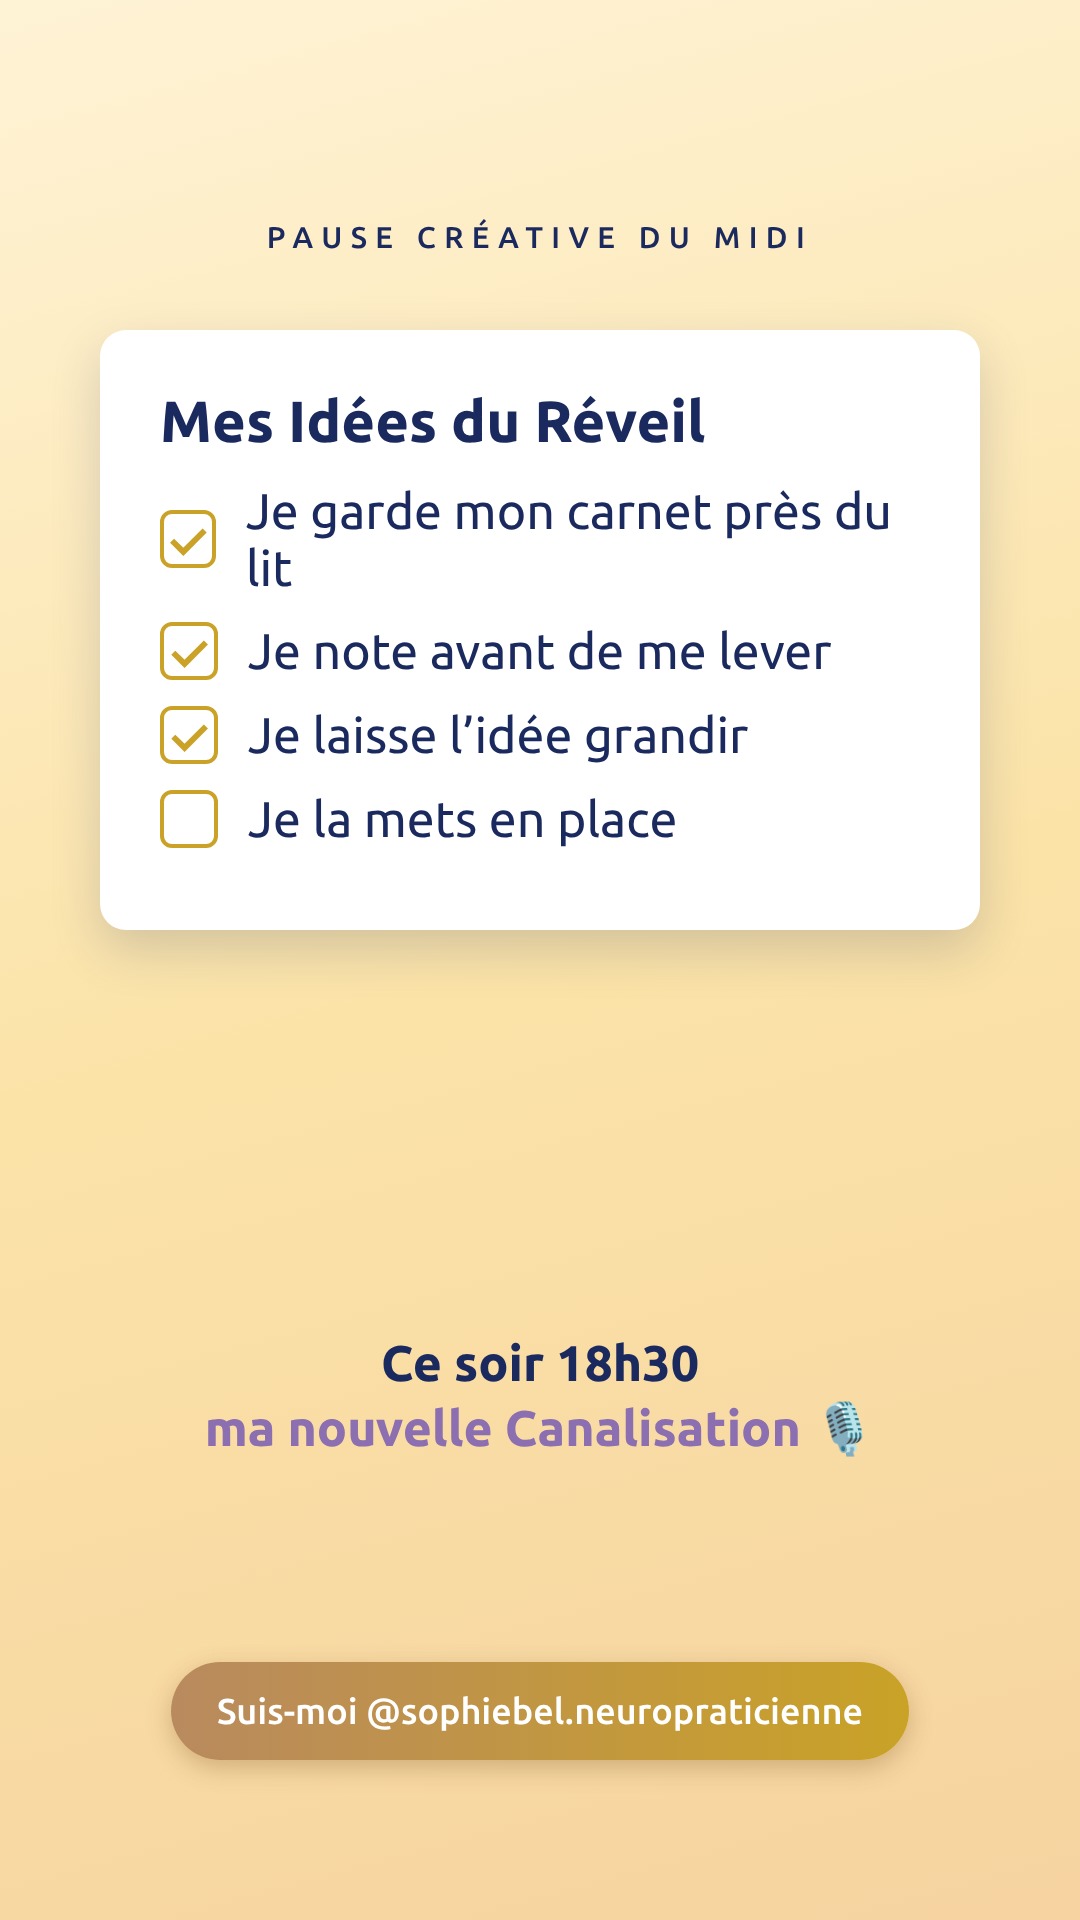 PAUSE CRÉATIVE DU MIDI
Mes Idées du Réveil
Je garde mon carnet près du
lit
Je note avant de me lever
Je laisse l’idée grandir
Je la mets en place
Ce soir 18h30
ma nouvelle Canalisation 🎙️
Suis-moi @sophiebel.neuropraticienne